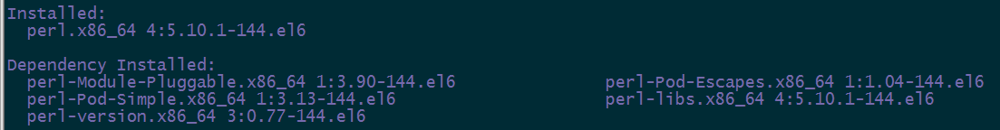 Installed:
perl.x86_64 4:5.10.1-144.el6
Dependency Installed:
perl-Module-Pluggable.x86_64 1:3.90-144.el6 perl-Pod-Escapes.x86_64 1:1.04-144.el6
perl-Pod-Simple.x86_64 1:3.13-144.el6 perl-libs.x86_64 4:5.10.1-144.el6
perl-version.x86_64 3:0.77-144.el6